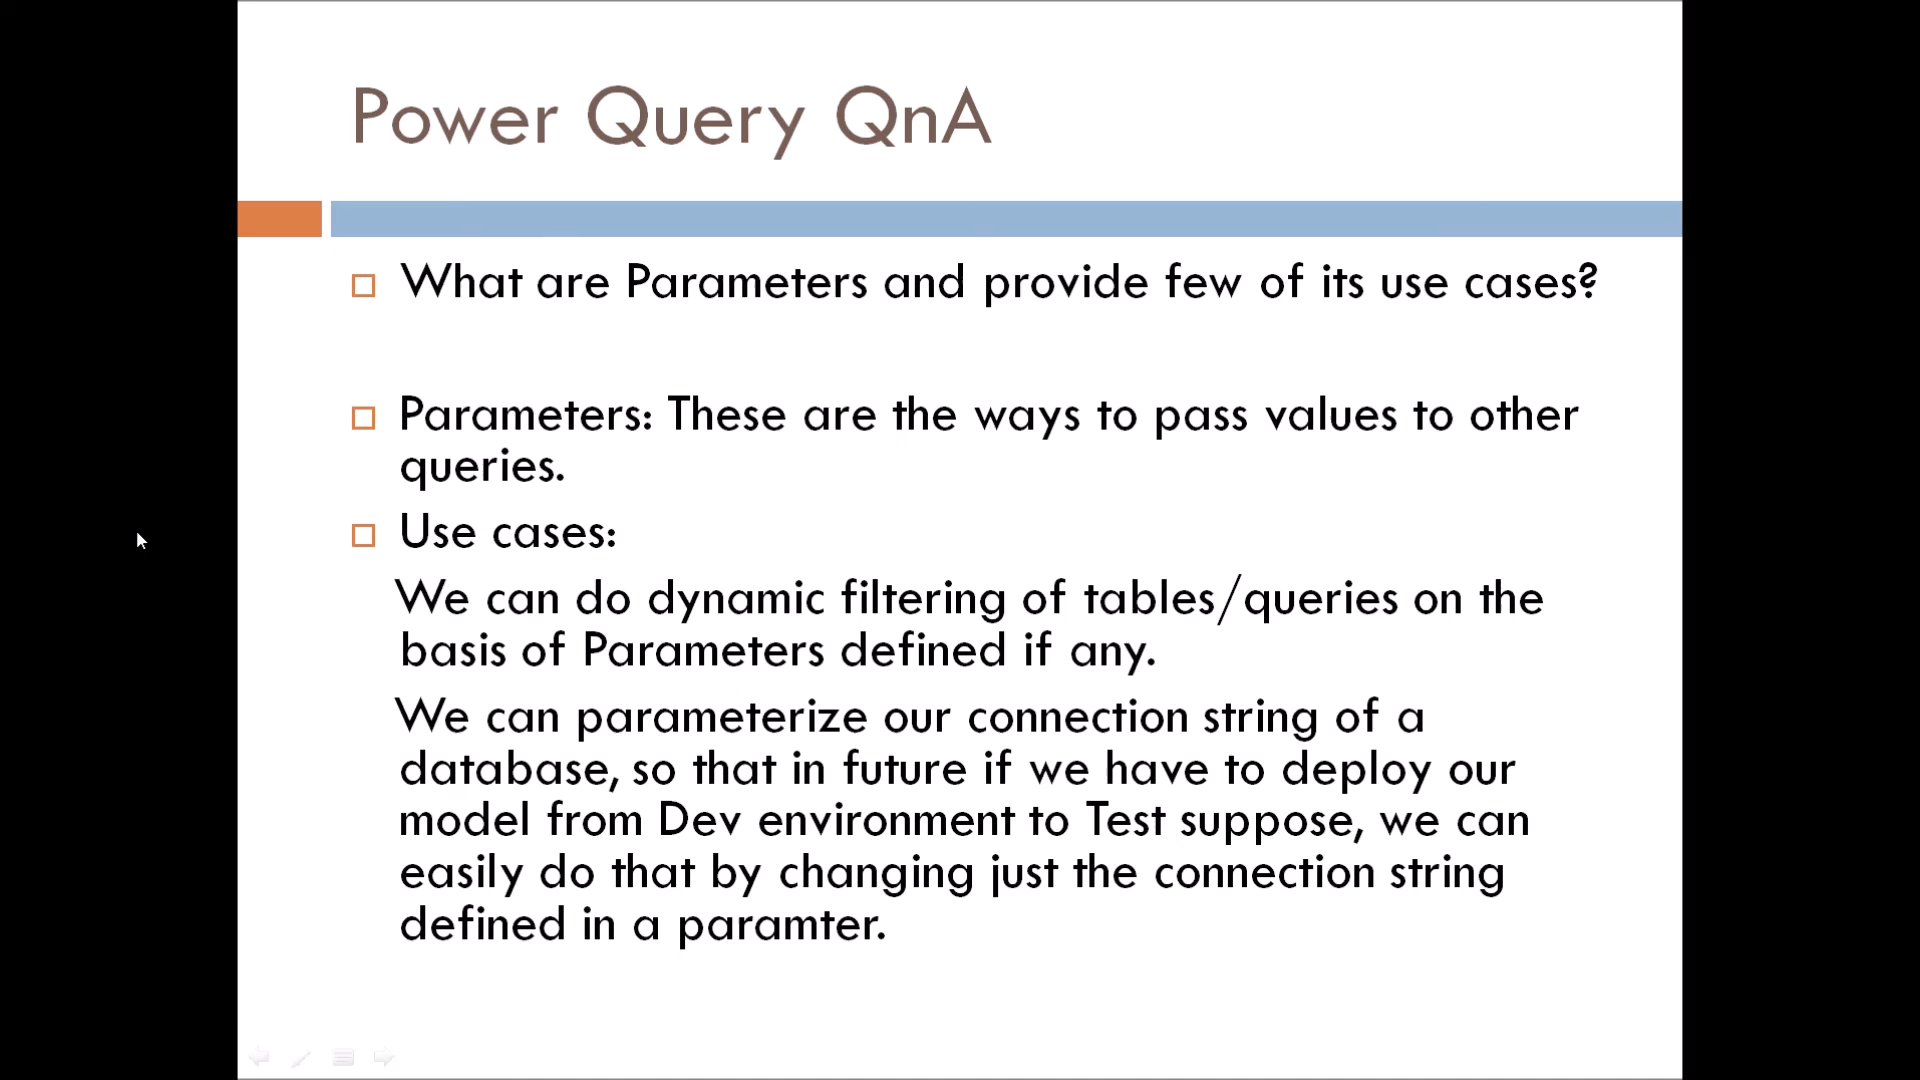 Power Query QnA
What are Parameters and provide few of its use cases?
Parameters: These are the ways to pass values to other
queries.
Use cases:
We can do dynamic filtering of tables/queries on the
basis of Parameters defined if any.
We can parameterize our connection string of a
database, so that in future if we have to deploy our
model from Dev environment to Test suppose, we can
easily do that by changing just the connection string
defined in a paramter.